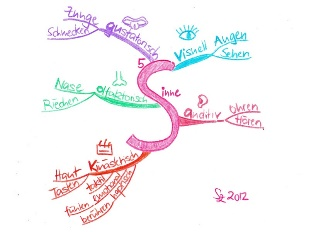 Zunge
Schmecken
gustatorisch
Visuell
Augen
Sehen
5
Sinne
Nase
Riechen
olfaktorisch
auditiv
Ohren
Hören
Haut
Tasten
taktil
fühlen
Emotional
berühren
2012